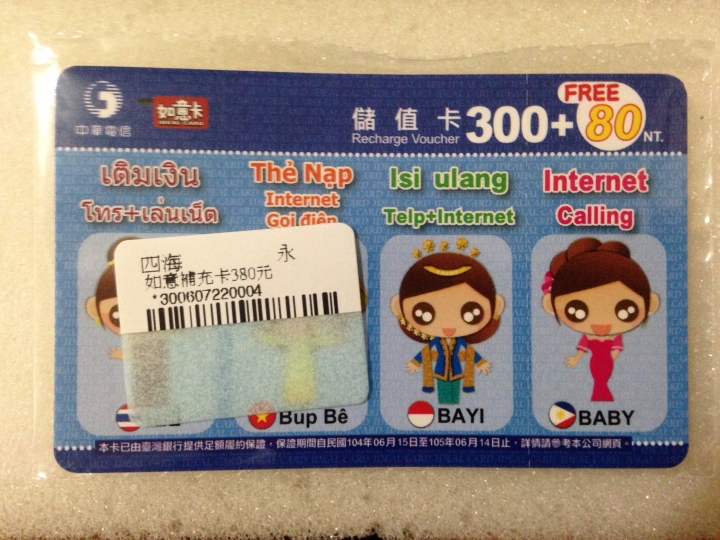 中華電信
如意卡
儲值卡 300+
Recharge Voucher
FREE
80 NT.
เติมเงิน
โทร+เล่นเน็ต
Thẻ Nạp
Internet
Gọi điện
Isi ulang
Telp+Internet
Internet
Calling
四海 永
如意補充卡380元
*300607220004
Búp Bê
BAYI
BABY
本卡已由臺灣銀行提供足額履約保證，保證期間自民國104年06月15日至105年06月14日止，詳情請參考本公司網頁。